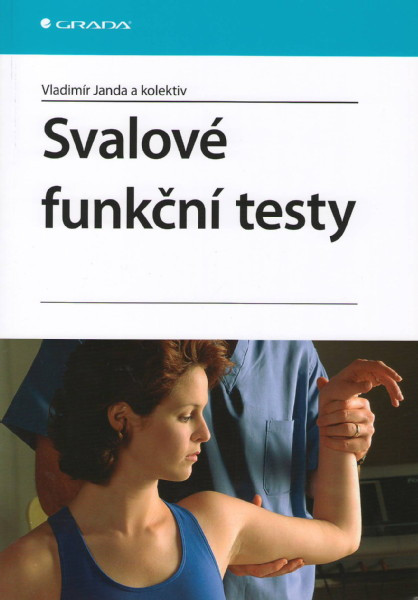 GRADA
Vladimír Janda a kolektiv
Svalové
funkční testy